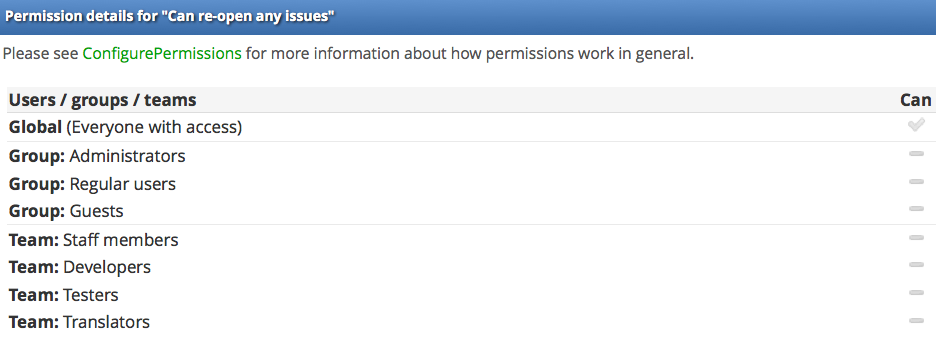 Permission details for "Can re-open any issues"
Please see ConfigurePermissions for more information about how permissions work in general.
Users / groups / teams Can
Global (Everyone with access)
Group: Administrators
Group: Regular users
Group: Guests
Team: Staff members
Team: Developers
Team: Testers
Team: Translators